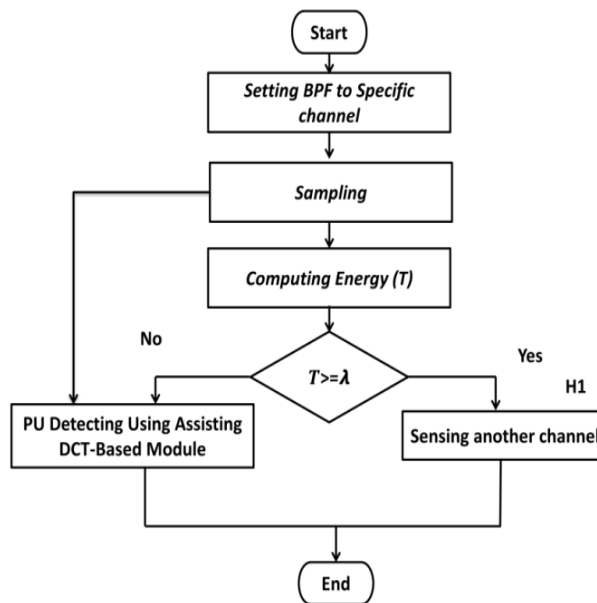 Start
Setting BPF to Specific
channel
Sampling
Computing Energy (T)
No
T>=λ
Yes
H1
PU Detecting Using Assisting
DCT-Based Module
Sensing another channel
End